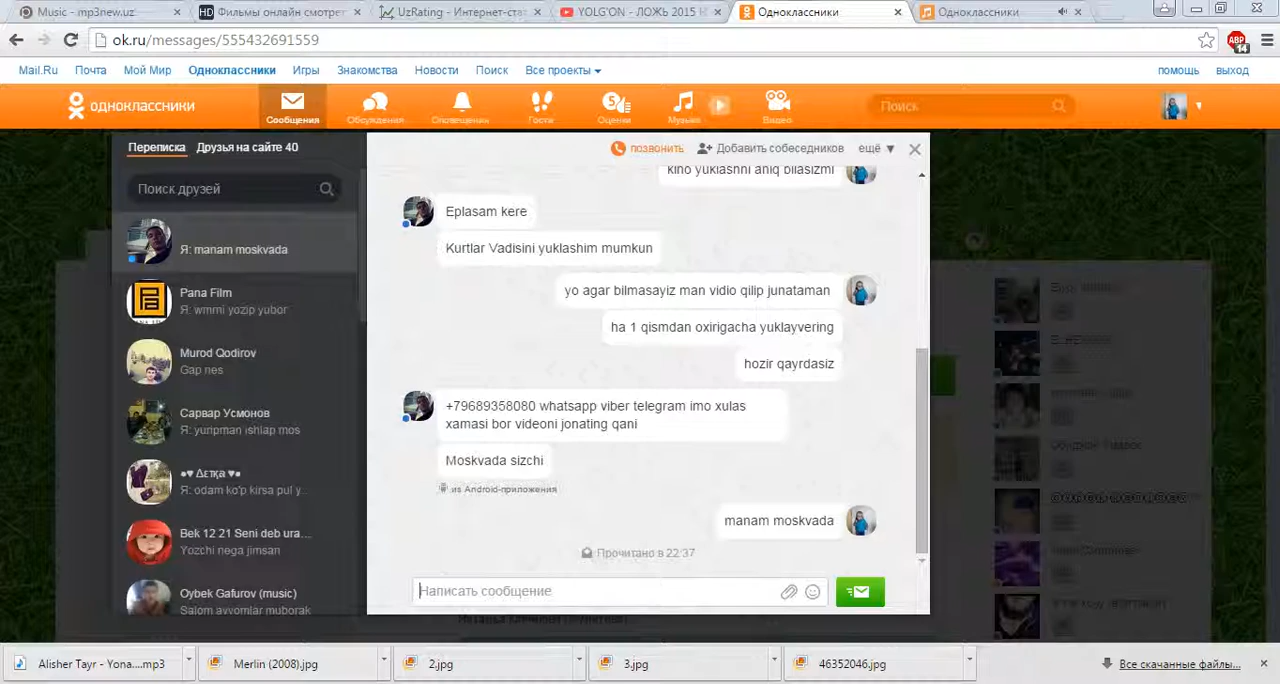 Music - mp3new.uz
Фильмы онлайн смотрет
UzRating - Интернет-ста
YOLG'ON - ЛОЖЬ 2015 H
Одноклассники
Одноклассники
ok.ru/messages/555432691559
ABP
14
Mail.Ru Почта Мой Мир Одноклассники Игры Знакомства Новости Поиск Все проекты
помощь выход
одноклассники
Сообщения
Обсуждения
Оповещения
Гости
5
Оценки
Музыка
Видео
Поиск
Переписка Друзья на сайте 40
Поиск друзей
Я: manam moskvada
Pana Film
Я: wmmi yozip yubor
Murod Qodirov
Gap nes
Сарвар Усмонов
Я: yuripman ishlap mos
●♥ Δετқа ♥●
Я: odam ko'p kirsa pul y...
Bek 12 21 Seni deb ura...
Yozchi nega jimsan
Oybek Gafurov (music)
Salom ayyomlar muborak
позвонить Добавить собеседников ещё
kino yuklashni aniq bilasizmi
Eplasam kere
Kurtlar Vadisini yuklashim mumkun
yo agar bilmasayiz man vidio qilip junataman
ha 1 qismdan oxirigacha yuklayvering
hozir qayrdasiz
+79689358080 whatsapp viber telegram imo xulas
xamasi bor videoni jonating qani
Moskvada sizchi
из Android-приложения
manam moskvada
Прочитано в 22:37
Написать сообщение
Alisher Tayr - Yona....mp3
Merlin (2008).jpg
2.jpg
3.jpg
46352046.jpg
Все скачанные файлы...